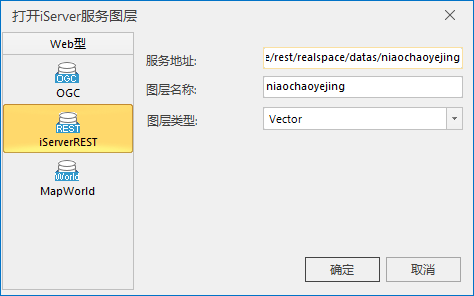 打开iServer服务图层
Web型
OGC
OGC
REST
iServerREST
World
MapWorld
服务地址:
e/rest/realspace/datas/niaochaoyejing
图层名称:
niaochaoyejing
图层类型:
Vector
确定
取消